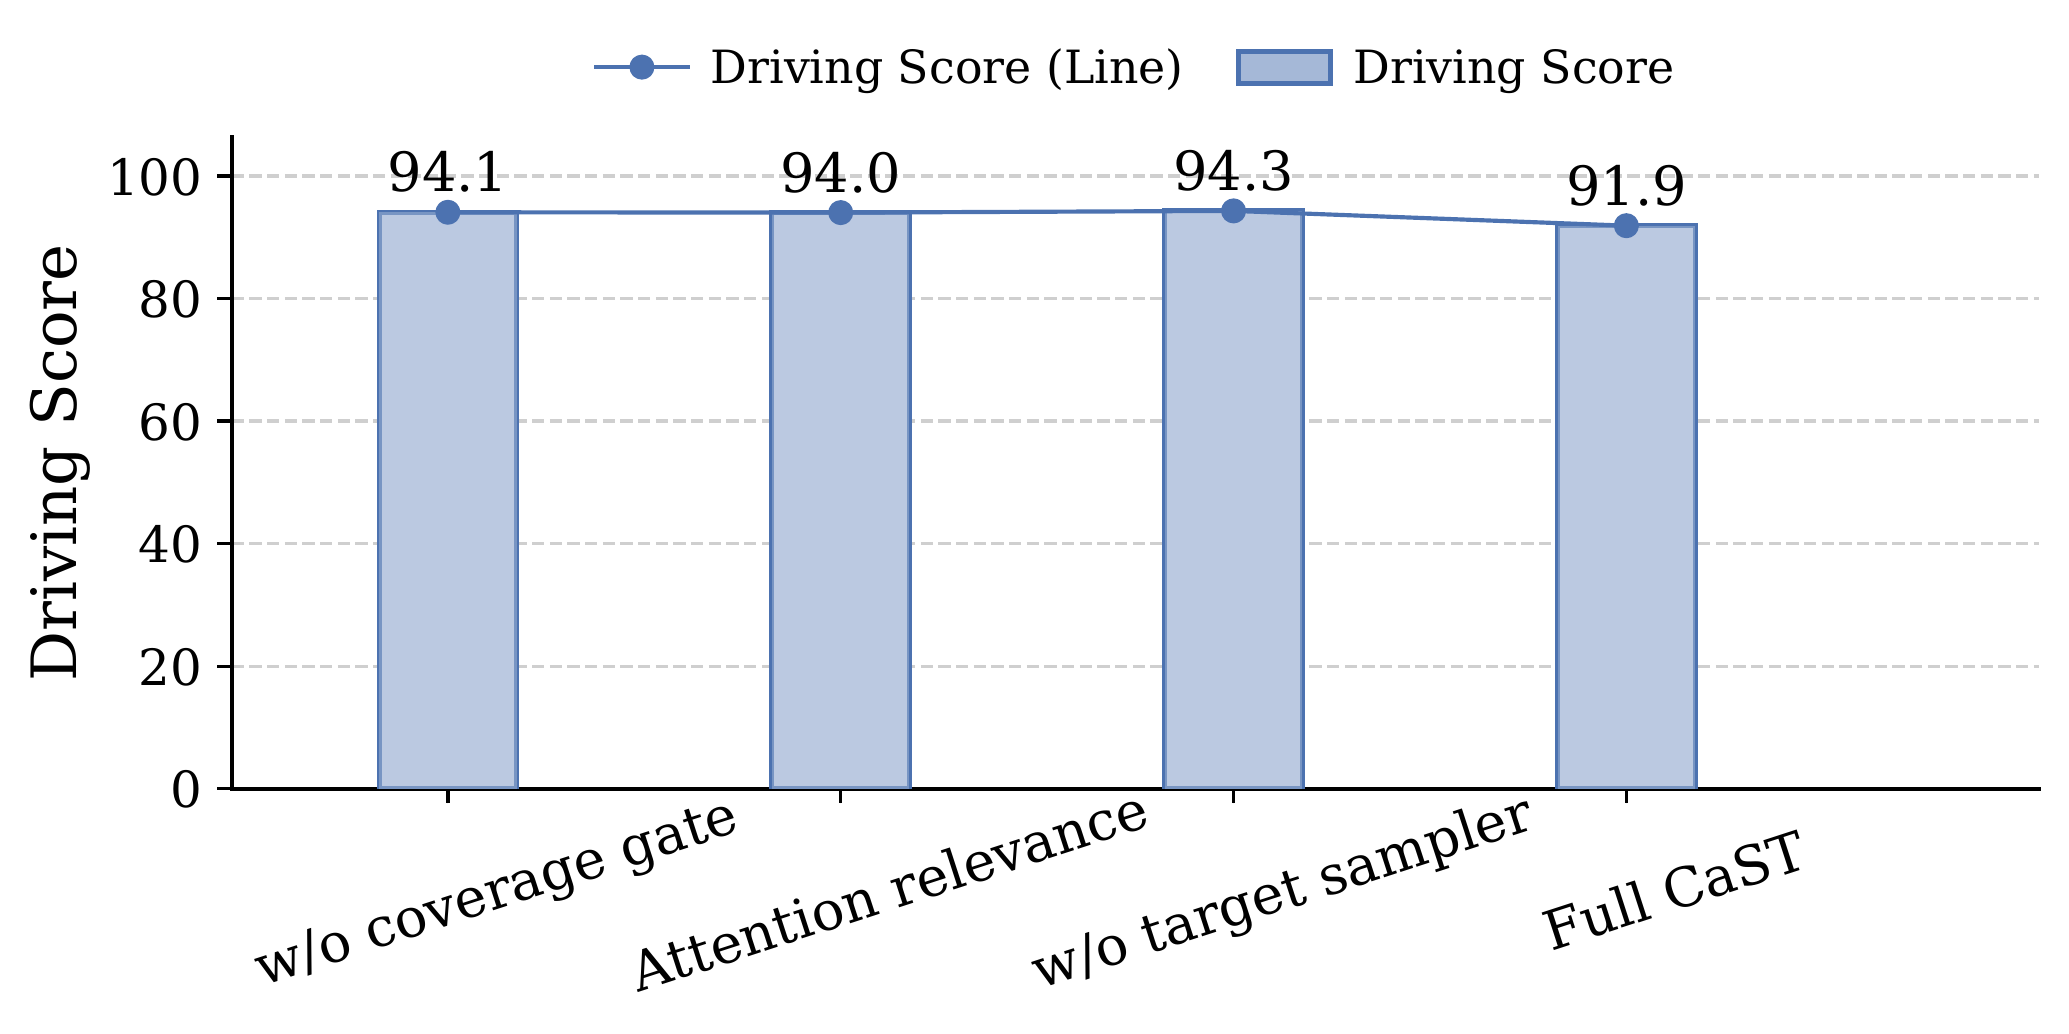 Driving Score (Line) Driving Score
94.1 94.0 94.3 91.9
100
80
60
40
20
0
Driving Score
w/o coverage gate
Attention relevance
w/o target sampler
Full CaST